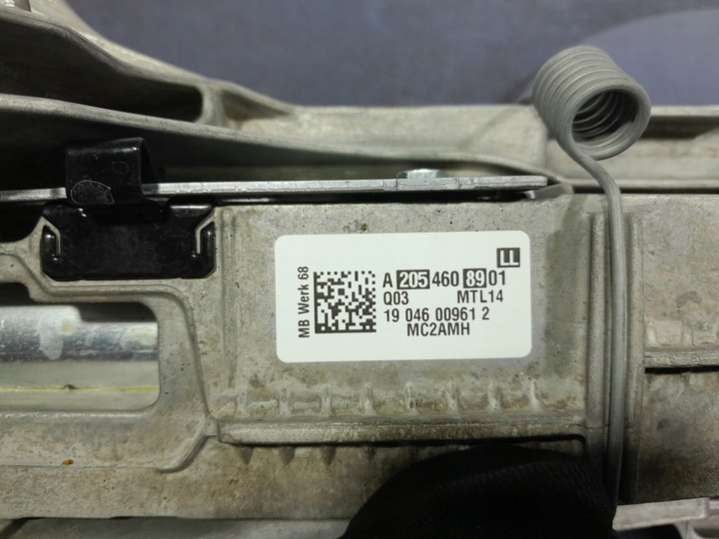 LL
MB Werk 68
A 205 460 89 01
Q03 MTL14
19 046 00961 2
MC2AMH